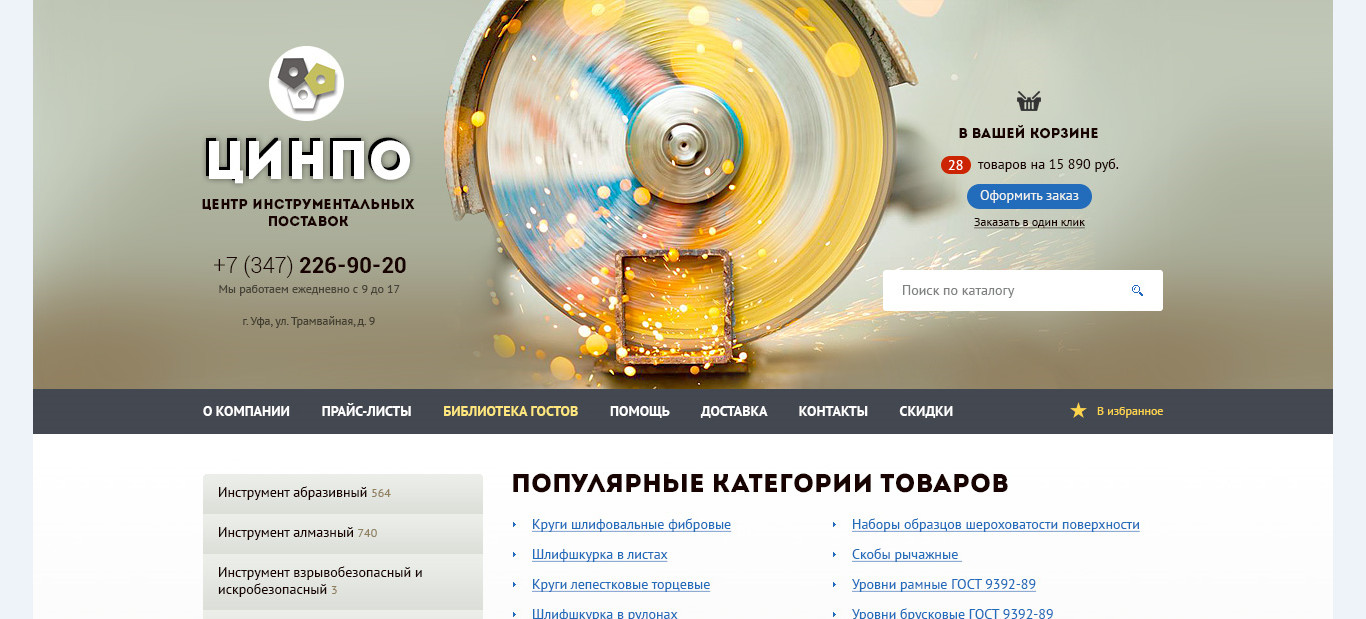 ЦИНПО
ЦЕНТР ИНСТРУМЕНТАЛЬНЫХ
ПОСТАВОК
+7 (347) 226-90-20
Мы работаем ежедневно с 9 до 17
г. Уфа, ул. Трамвайная, д. 9
В ВАШЕЙ КОРЗИНЕ
28 товаров на 15 890 руб.
Оформить заказ
Заказать в один клик
Поиск по каталогу
О КОМПАНИИ ПРАЙС-ЛИСТЫ БИБЛИОТЕКА ГОСТОВ ПОМОЩЬ ДОСТАВКА КОНТАКТЫ СКИДКИ В избранное
Инструмент абразивный 564
Инструмент алмазный 740
Инструмент взрывобезопасный и
искробезопасный 3
ПОПУЛЯРНЫЕ КАТЕГОРИИ ТОВАРОВ
Круги шлифовальные фибровые
Шлифшкурка в листах
Круги лепестковые торцевые
Шлифшкурка в рулонах
Наборы образцов шероховатости поверхности
Скобы рычажные
Уровни рамные ГОСТ 9392-89
Уровни брусковые ГОСТ 9392-89